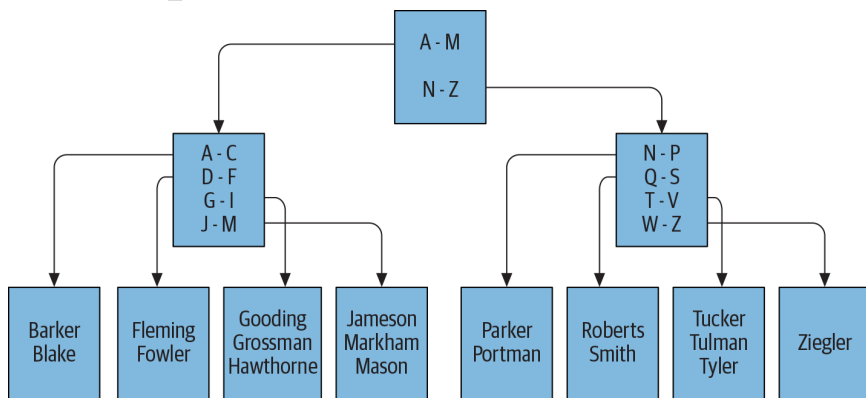 A - M
N - Z
A - C
D - F
G - I
J - M
N - P
Q - S
T - V
W - Z
Barker
Blake
Fleming
Fowler
Gooding
Grossman
Hawthorne
Jameson
Markham
Mason
Parker
Portman
Roberts
Smith
Tucker
Tulman
Tyler
Ziegler